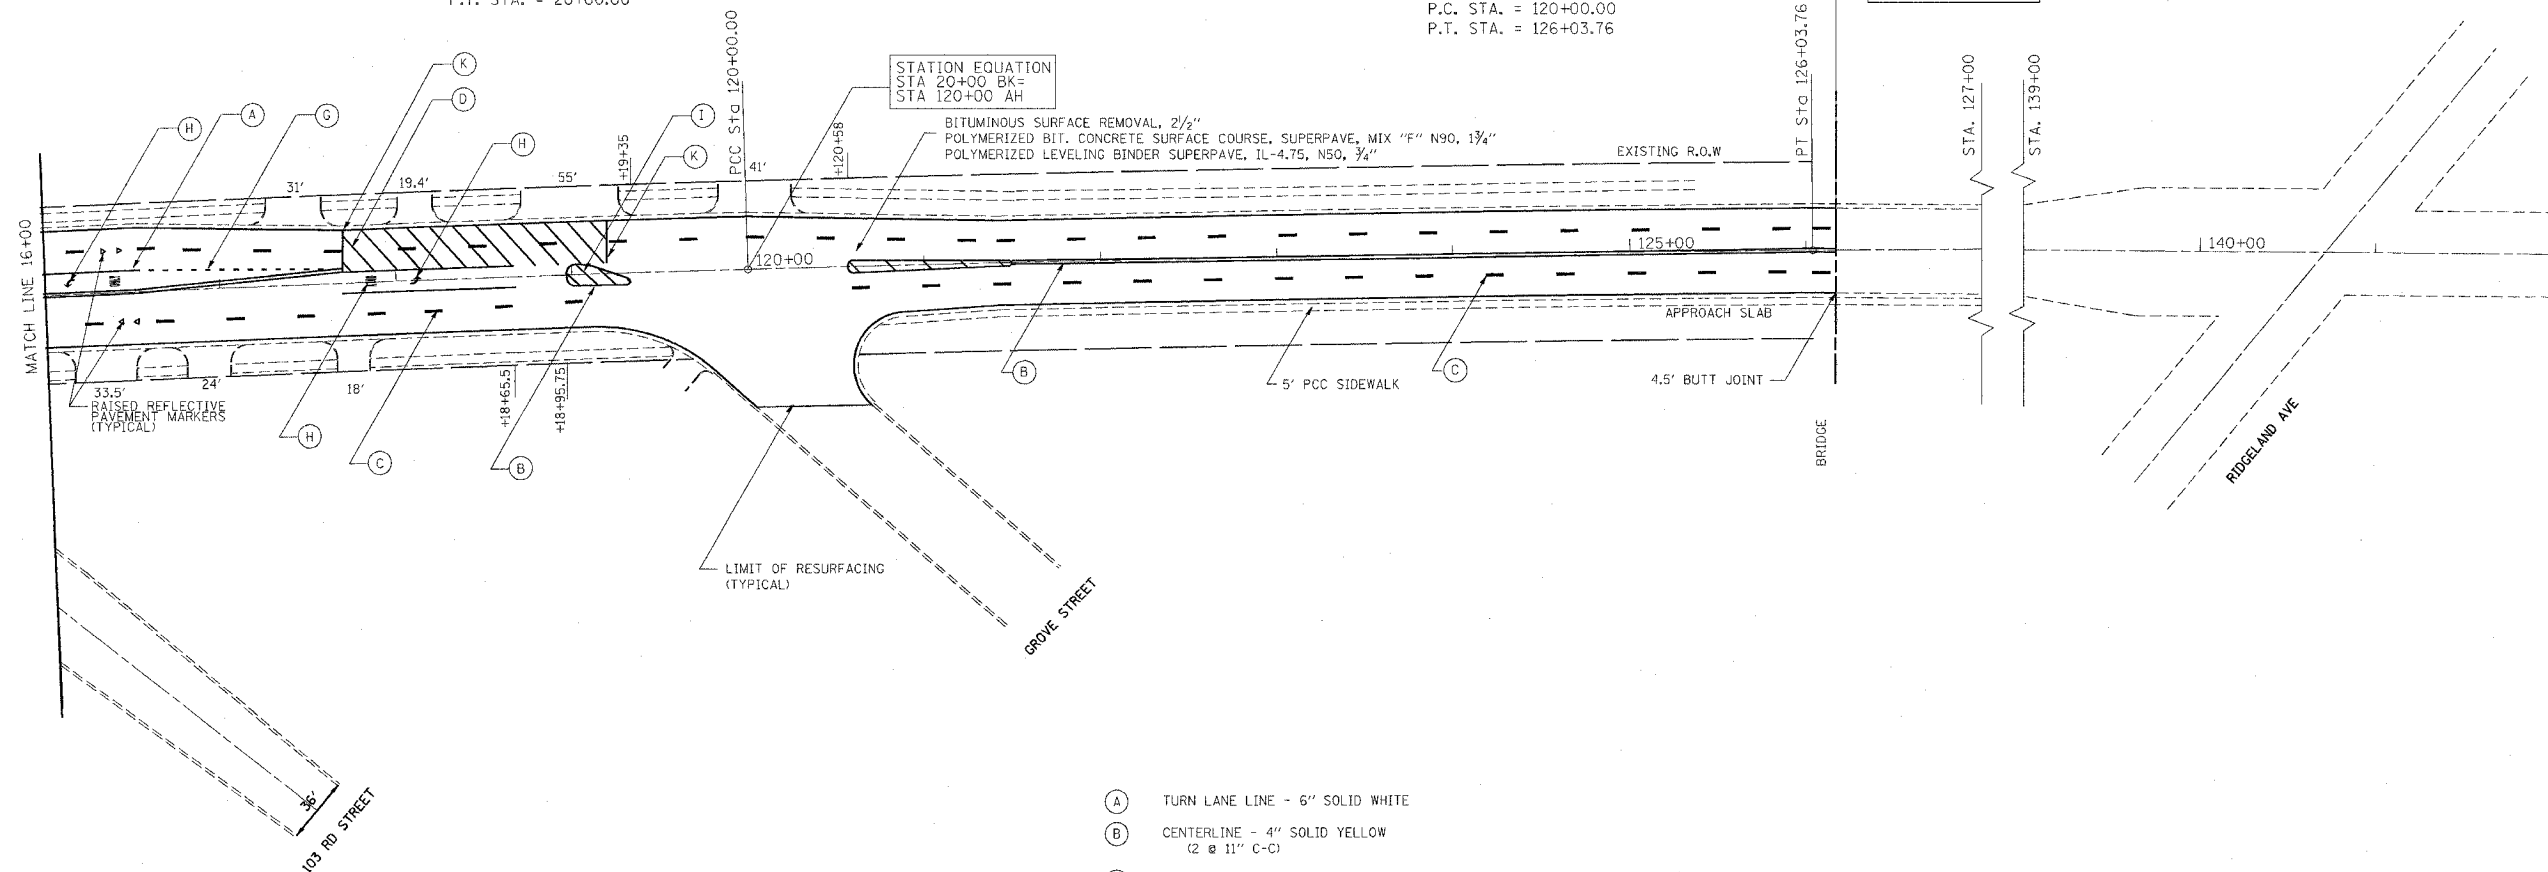 P.T. STA. = 20+00.00
P.C. STA. = 120+00.00
P.T. STA. = 126+03.76
PCC Sta 120+00.00
PT Sta 126+03.76
STA. 127+00
STA. 139+00
STATION EQUATION
STA 20+00 BK=
STA 120+00 AH
K
D
H
A
G
I
H
K
BITUMINOUS SURFACE REMOVAL, 2½"
POLYMERIZED BIT. CONCRETE SURFACE COURSE, SUPERPAVE, MIX "F" N90, 1¾"
POLYMERIZED LEVELING BINDER SUPERPAVE, IL-4.75, N50, ¾"
EXISTING R.O.W
+19+35
+120+58
31'
19.4'
55'
41'
MATCH LINE 16+00
120+00
125+00
140+00
APPROACH SLAB
33.5'
24'
18'
RAISED REFLECTIVE
PAVEMENT MARKERS
(TYPICAL)
+18+65.5
+18+95.75
H
C
B
B
5' PCC SIDEWALK
C
4.5' BUTT JOINT
BRIDGE
RIDGELAND AVE
LIMIT OF RESURFACING
(TYPICAL)
GROVE STREET
36'
103 RD STREET
A TURN LANE LINE - 6" SOLID WHITE
B CENTERLINE - 4" SOLID YELLOW
(2 @ 11" C-C)